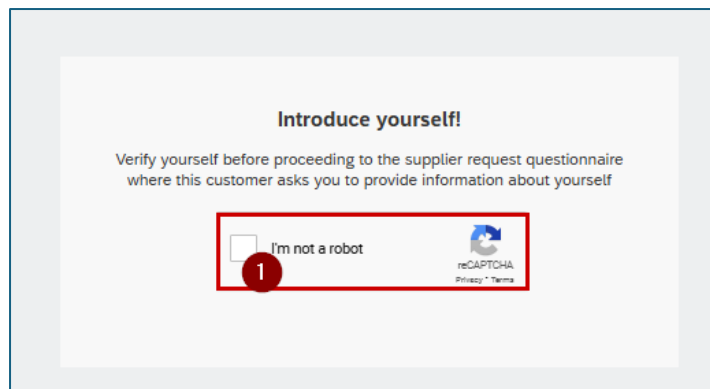 Introduce yourself!
Verify yourself before proceeding to the supplier request questionnaire
where this customer asks you to provide information about yourself
I'm not a robot
reCAPTCHA
Privacy * Terms
1